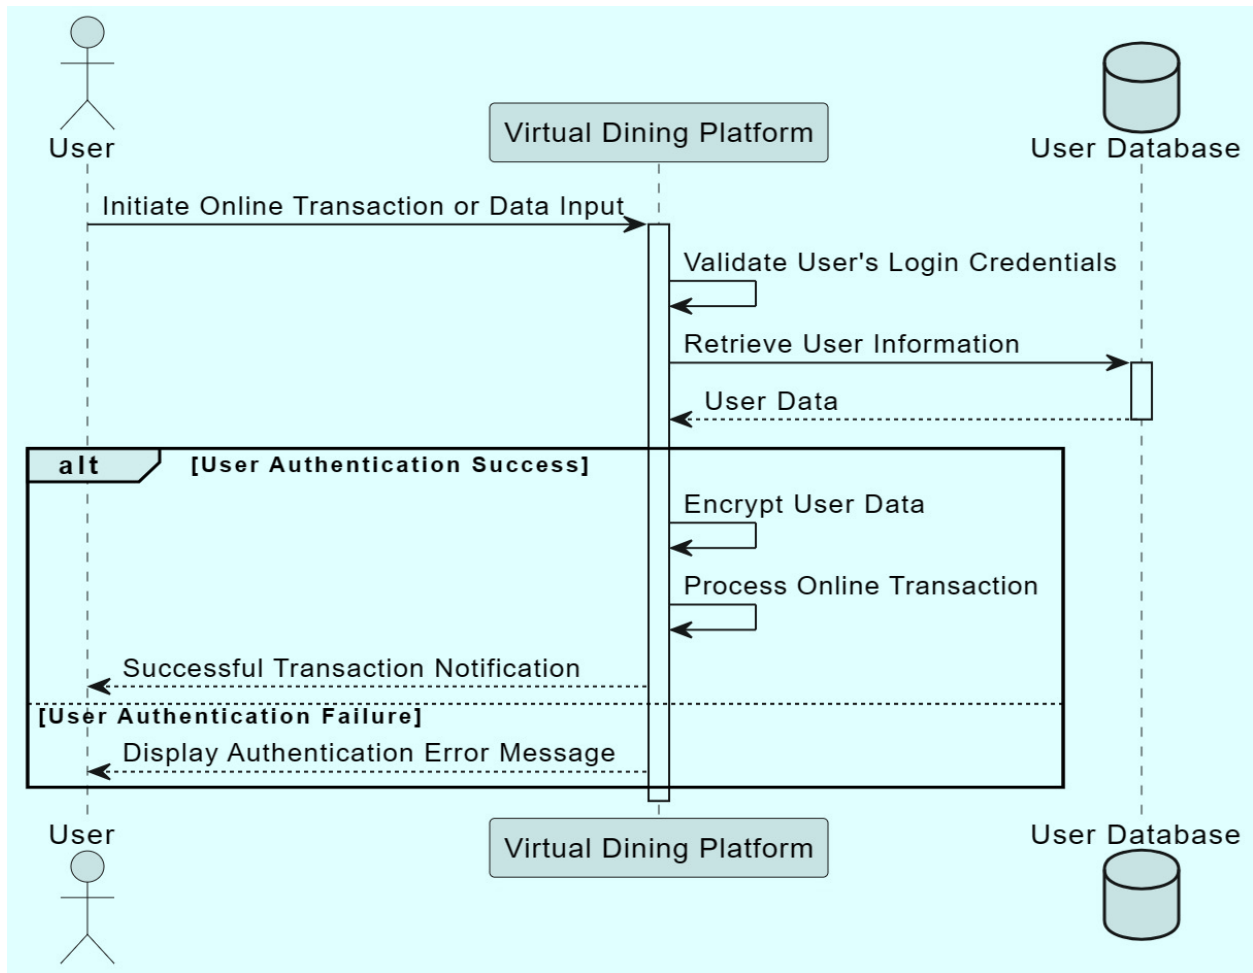 User
Virtual Dining Platform
User Database
Initiate Online Transaction or Data Input
Validate User's Login Credentials
Retrieve User Information
User Data
alt
[User Authentication Success]
Encrypt User Data
Process Online Transaction
Successful Transaction Notification
[User Authentication Failure]
Display Authentication Error Message
User
Virtual Dining Platform
User Database